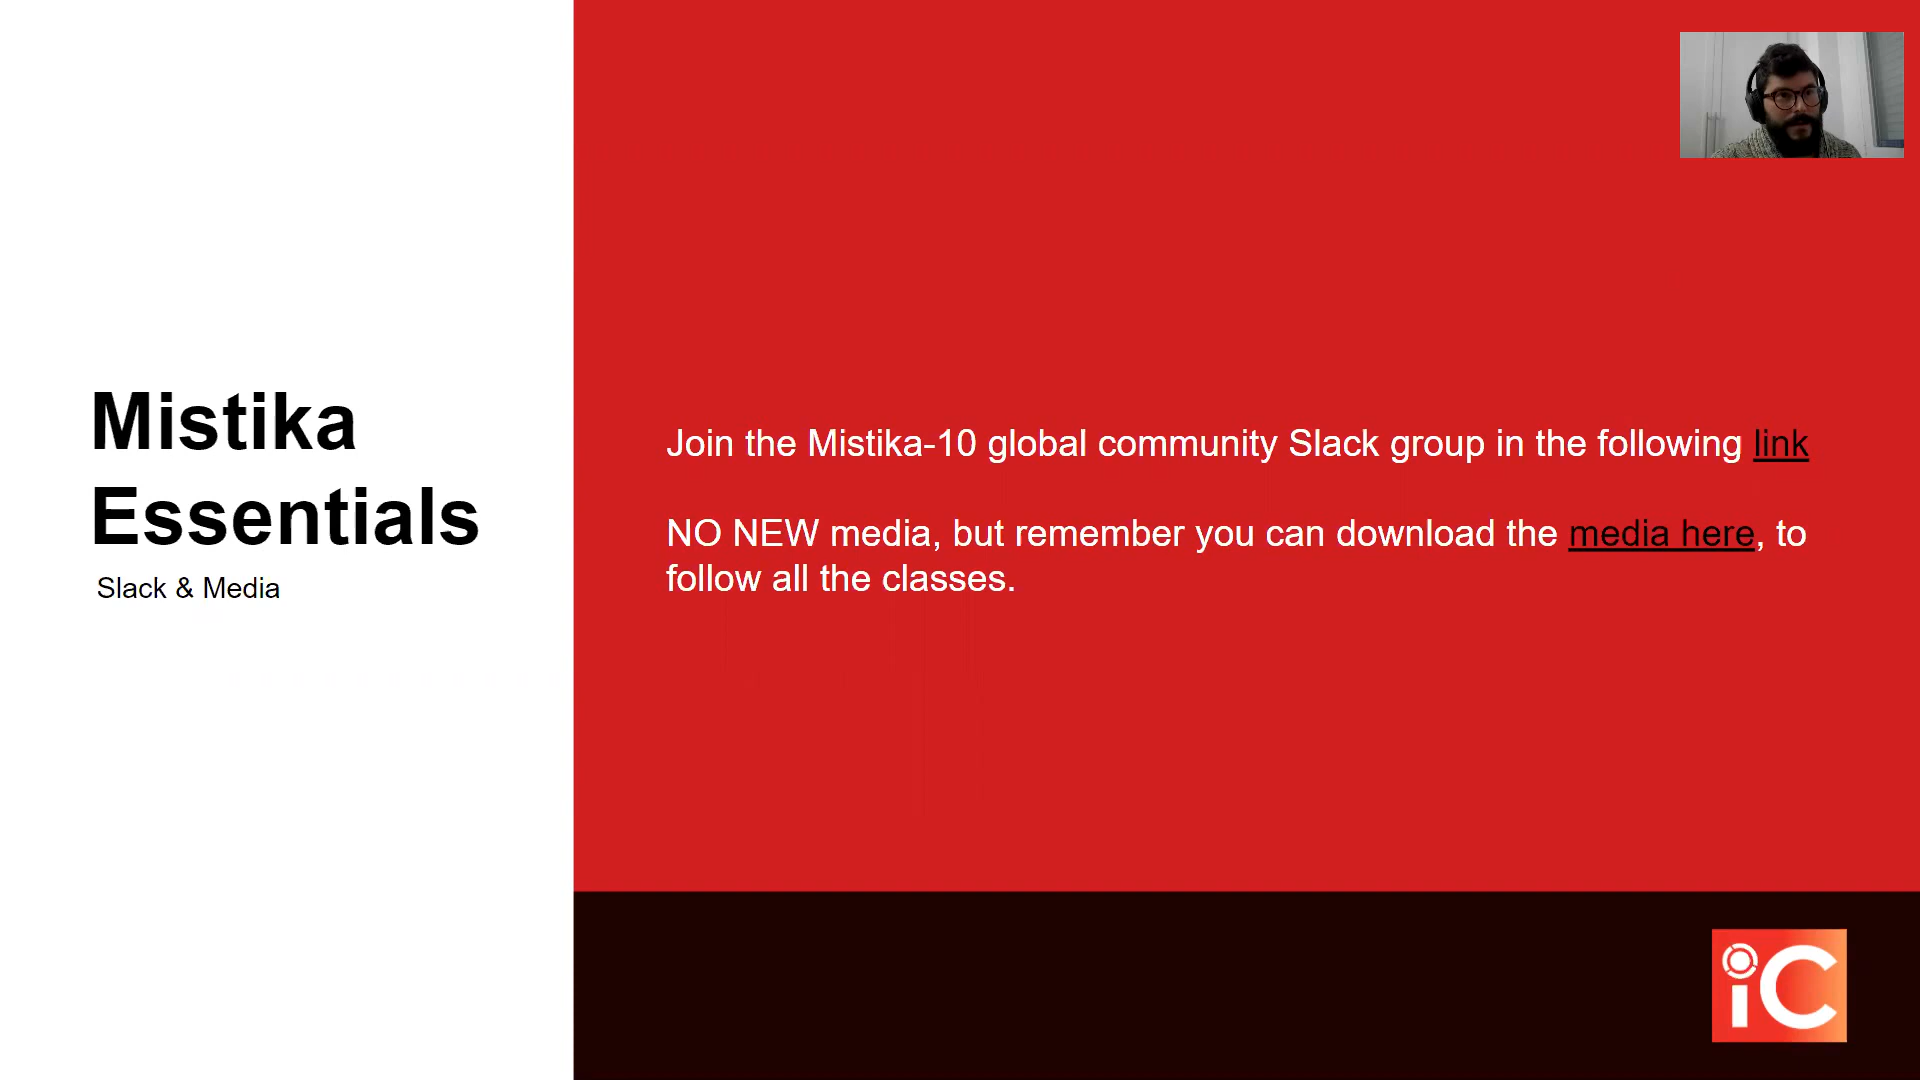 Mistika
Essentials
Slack & Media
Join the Mistika-10 global community Slack group in the following link
NO NEW media, but remember you can download the media here, to
follow all the classes.
iC